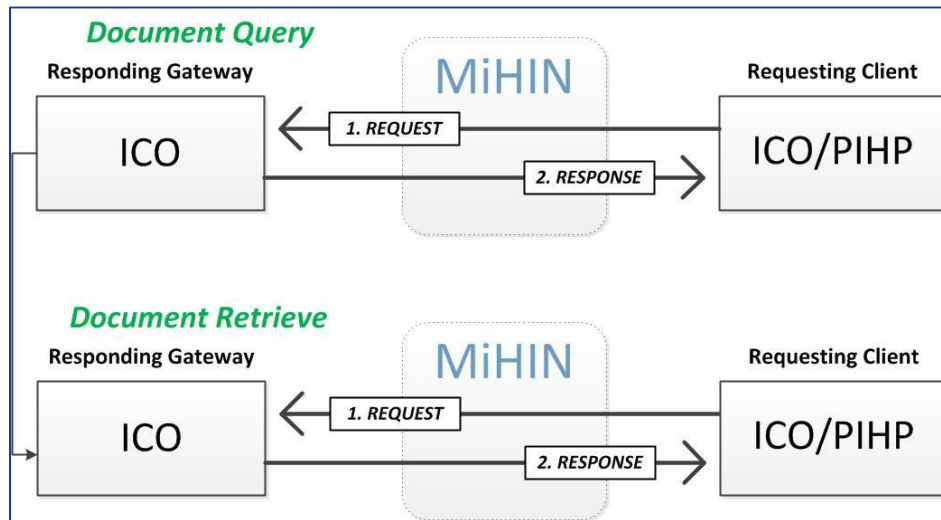 Document Query
Responding Gateway
MiHIN
Requesting Client
ICO
1. REQUEST
ICO/PIHP
2. RESPONSE
Document Retrieve
Responding Gateway
MiHIN
Requesting Client
ICO
1. REQUEST
ICO/PIHP
2. RESPONSE